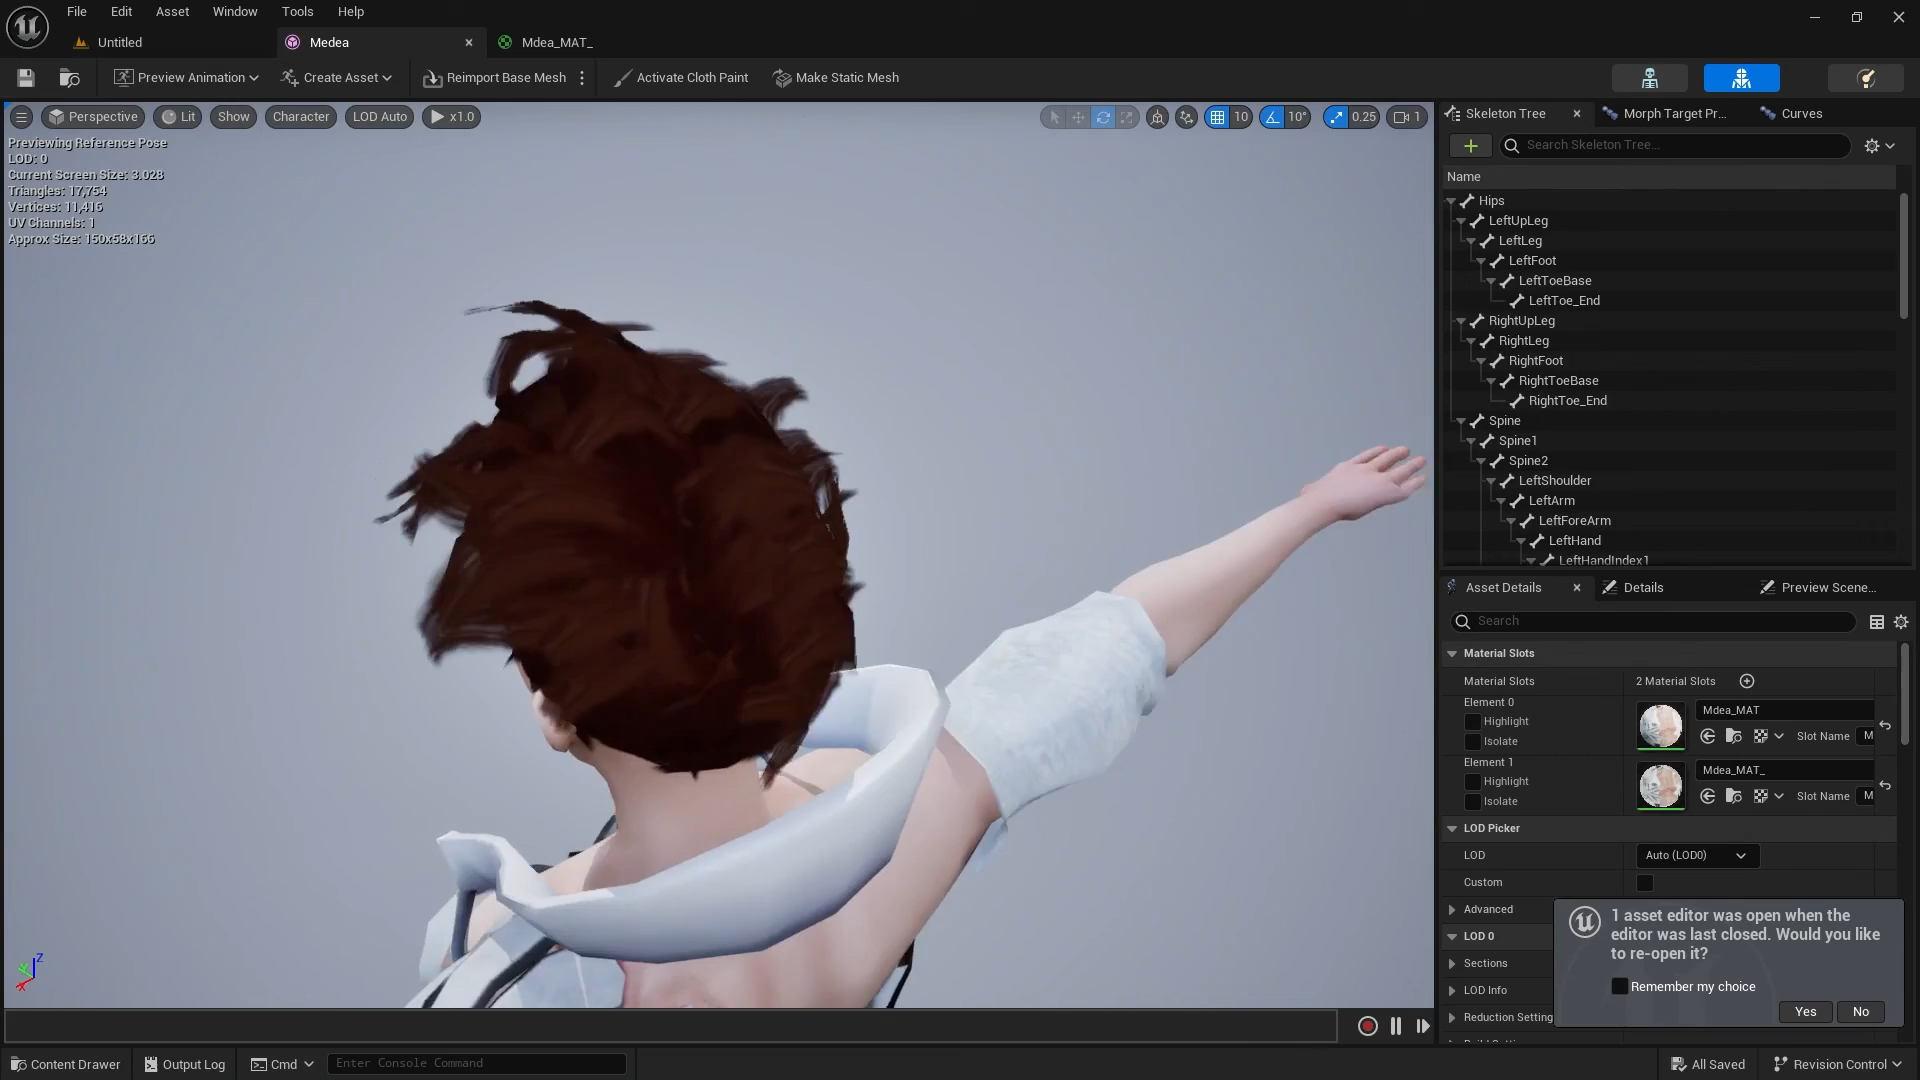 File Edit Asset Window Tools Help
Untitled Medea Mdea_MAT_
Preview Animation Create Asset Reimport Base Mesh Activate Cloth Paint Make Static Mesh
Perspective Lit Show Character LOD Auto x1.0 10 10° 0.25 1
Previewing Reference Pose
LOD: 0
Current Screen Size: 3.028
Triangles: 17,754
Vertices: 11,416
UV Channels: 1
Approx Size: 150x58x166
Z
Y
X
Skeleton Tree Morph Target Pr... Curves
Search Skeleton Tree...
Name
Hips
LeftUpLeg
LeftLeg
LeftFoot
LeftToeBase
LeftToe_End
RightUpLeg
RightLeg
RightFoot
RightToeBase
RightToe_End
Spine
Spine1
Spine2
LeftShoulder
LeftArm
LeftForeArm
LeftHand
LeftHandIndex1
Asset Details Details Preview Scene...
Search
Material Slots
Material Slots 2 Material Slots
Element 0
Highlight
Isolate
Mdea_MAT
Slot Name M
Element 1
Highlight
Isolate
Mdea_MAT_
Slot Name M
LOD Picker
LOD Auto (LOD0)
Custom
Advanced
LOD 0
Sections
LOD Info
Reduction Setting
1 asset editor was open when the
editor was last closed. Would you like
to re-open it?
Remember my choice
Yes No
Content Drawer Output Log Cmd Enter Console Command All Saved Revision Control